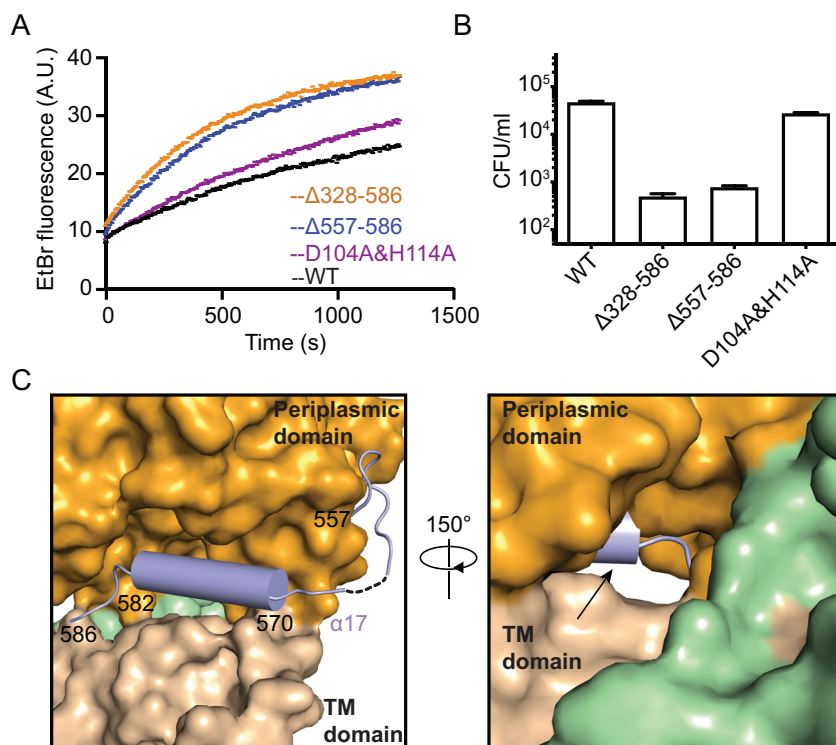 A
EtBr fluorescence (A.U.)
40
30
20
10
0
0
500
1000
1500
Time (s)
--Δ328-586
--Δ557-586
--D104A&H114A
--WT
B
CFU/ml
10⁵
10⁴
10³
10²
WT
Δ328-586
Δ557-586
D104A&H114A
C
Periplasmic
domain
557
582
586
570
α17
TM
domain
150°
Periplasmic
domain
TM
domain